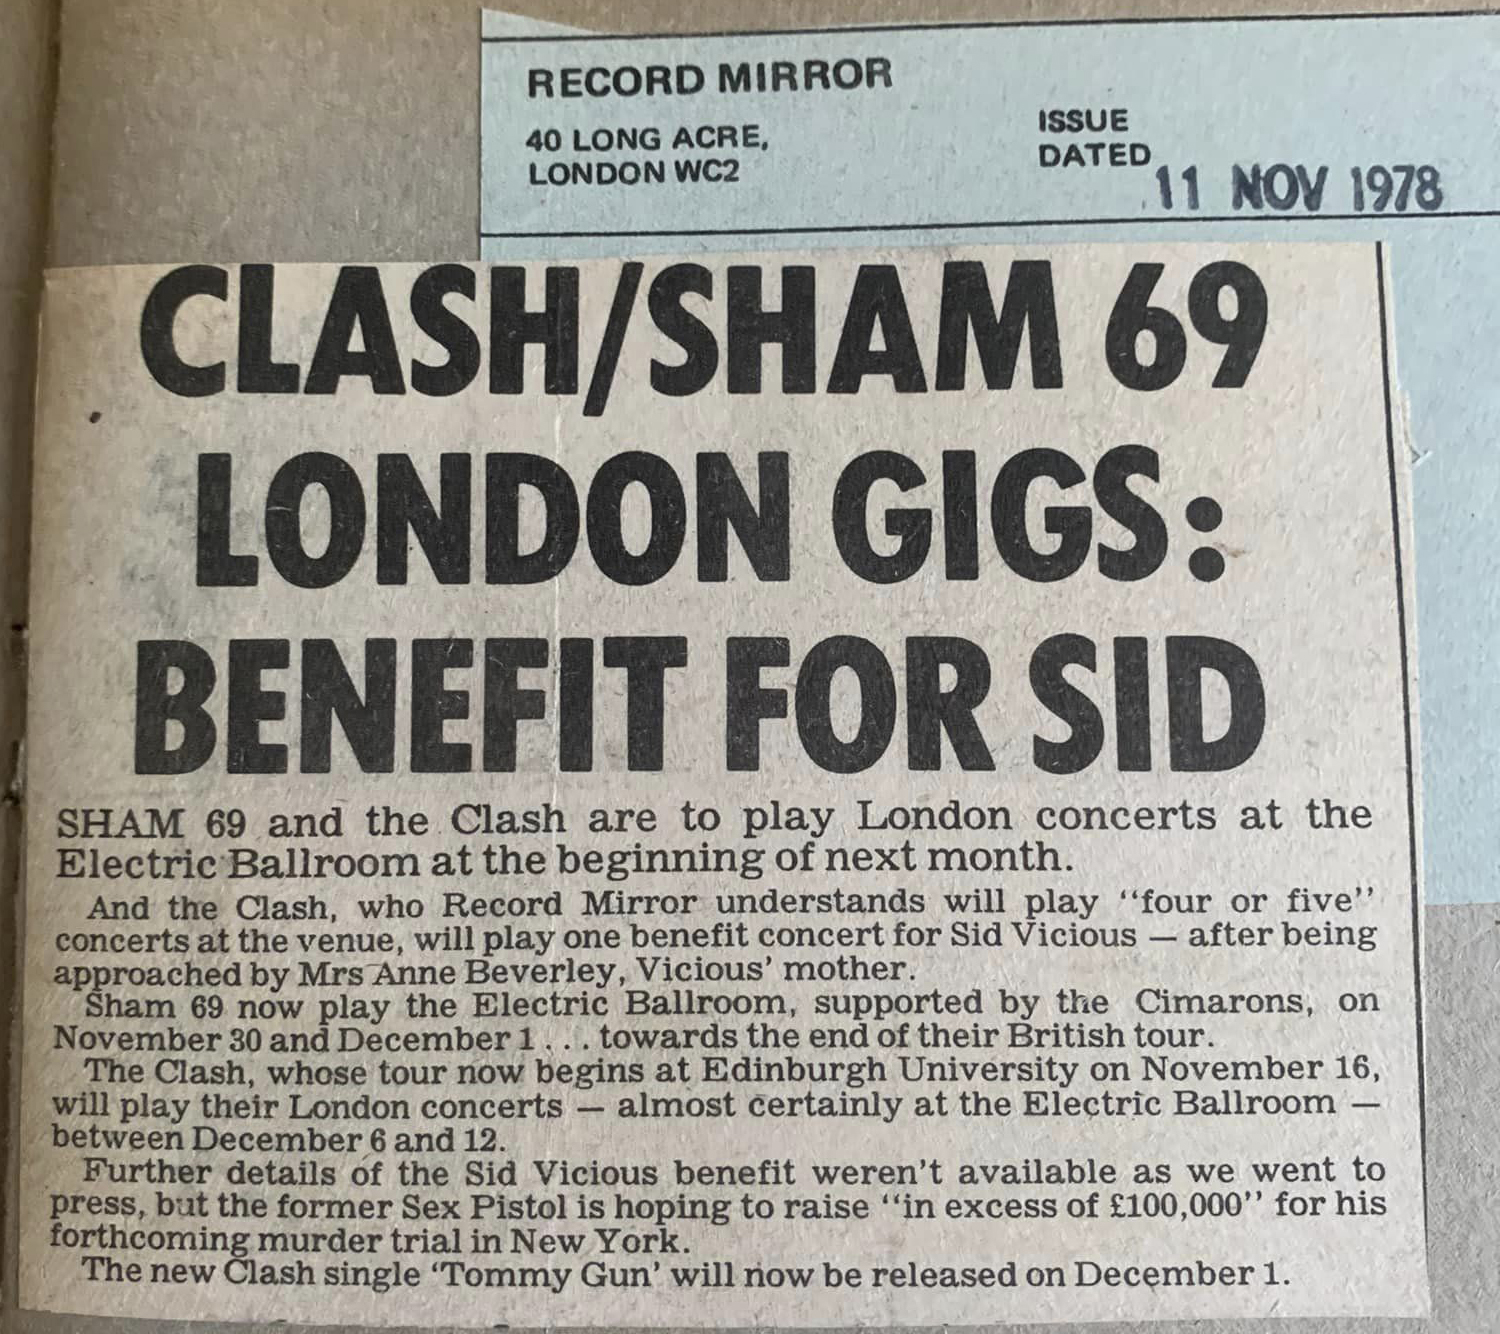 RECORD MIRROR
40 LONG ACRE,
LONDON WC2
ISSUE
DATED
11 NOV 1978
CLASH/SHAM 69
LONDON GIGS:
BENEFIT FOR SID
SHAM 69 and the Clash are to play London concerts at the
Electric Ballroom at the beginning of next month.
And the Clash, who Record Mirror understands will play “four or five”
concerts at the venue, will play one benefit concert for Sid Vicious — after being
approached by Mrs Anne Beverley, Vicious’ mother.
Sham 69 now play the Electric Ballroom, supported by the Cimarons, on
November 30 and December 1 . . . towards the end of their British tour.
The Clash, whose tour now begins at Edinburgh University on November 16,
will play their London concerts — almost certainly at the Electric Ballroom —
between December 6 and 12.
Further details of the Sid Vicious benefit weren’t available as we went to
press, but the former Sex Pistol is hoping to raise “in excess of £100,000” for his
forthcoming murder trial in New York.
The new Clash single ‘Tommy Gun’ will now be released on December 1.